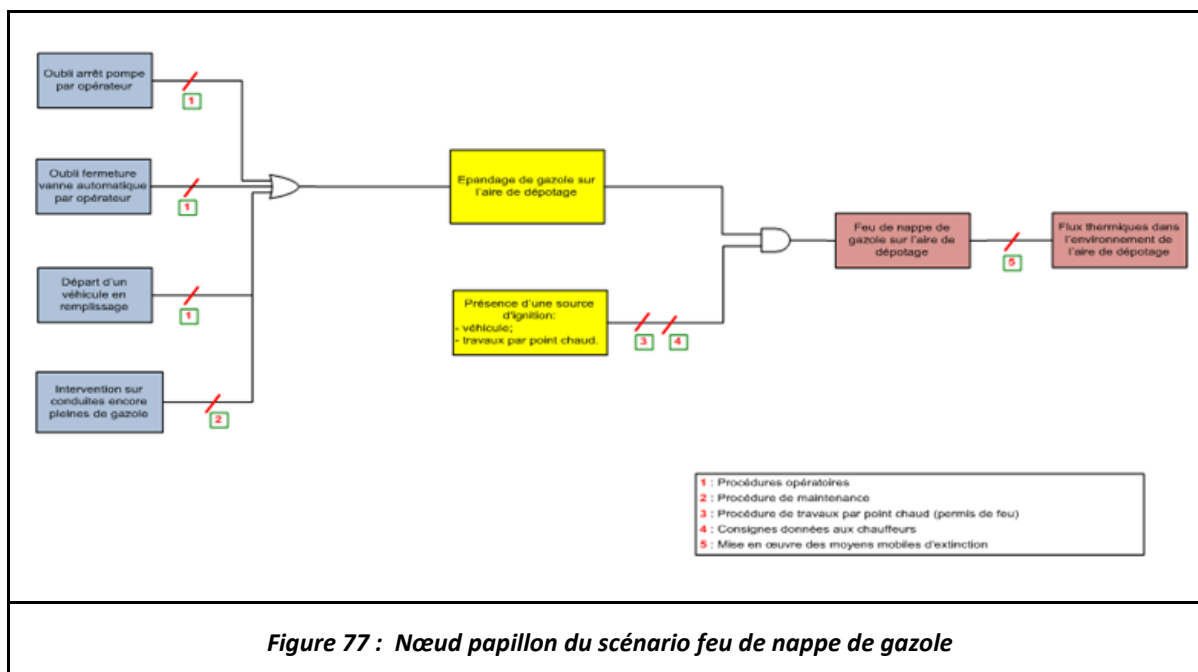 Oubli arrêt pompe
par opérateur
1
Oubli fermeture
vanne automatique
par opérateur
1
Départ d'un
véhicule en
remplissage
1
Intervention sur
conduites encore
pleines de gazole
2
Epandage de gazole sur
l'aire de dépotage
Présence d'une source
d'ignition:
- véhicule;
- travaux par point chaud.
3
4
Feu de nappe de
gazole sur l'aire de
dépotage
5
Flux thermiques dans
l'environnement de
l'aire de dépotage
1 : Procédures opératoires
2 : Procédure de maintenance
3 : Procédure de travaux par point chaud (permis de feu)
4 : Consignes données aux chauffeurs
5 : Mise en œuvre des moyens mobiles d'extinction
Figure 77 : Nœud papillon du scénario feu de nappe de gazole